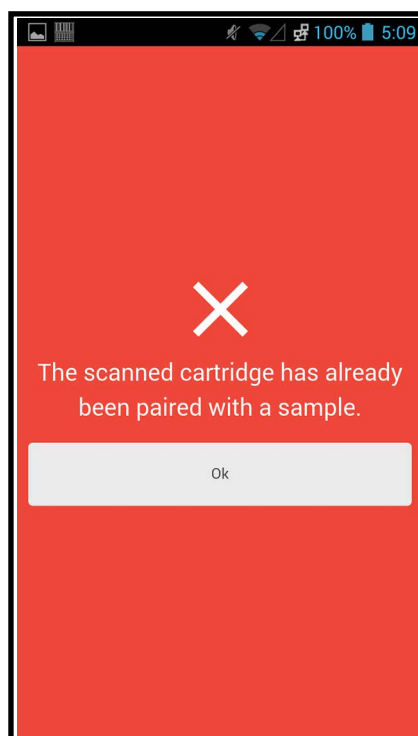 100% 5:09
The scanned cartridge has already
been paired with a sample.
Ok